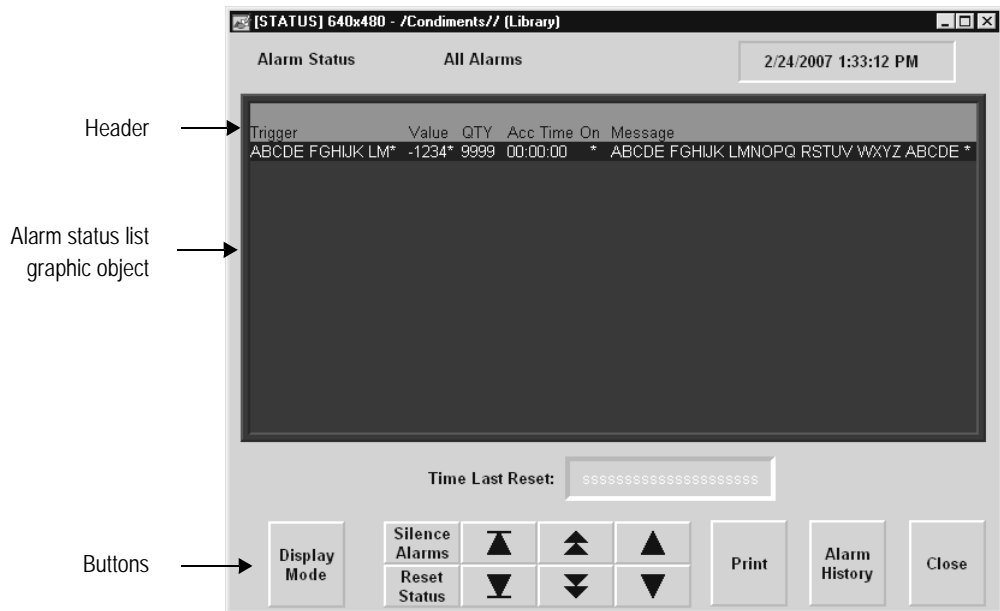 [STATUS] 640x480 - /Condiments// (Library)
Alarm Status All Alarms 2/24/2007 1:33:12 PM
Header
Trigger Value QTY Acc Time On Message
ABCDE FGHIJK LM* -1234* 9999 00:00:00 * ABCDE FGHIJK LMNOPQ RSTUV WXYZ ABCDE *
Alarm status list
graphic object
Time Last Reset: sssssssssssssssssssss
Buttons
Display
Mode
Silence
Alarms
Reset
Status
Print
Alarm
History
Close